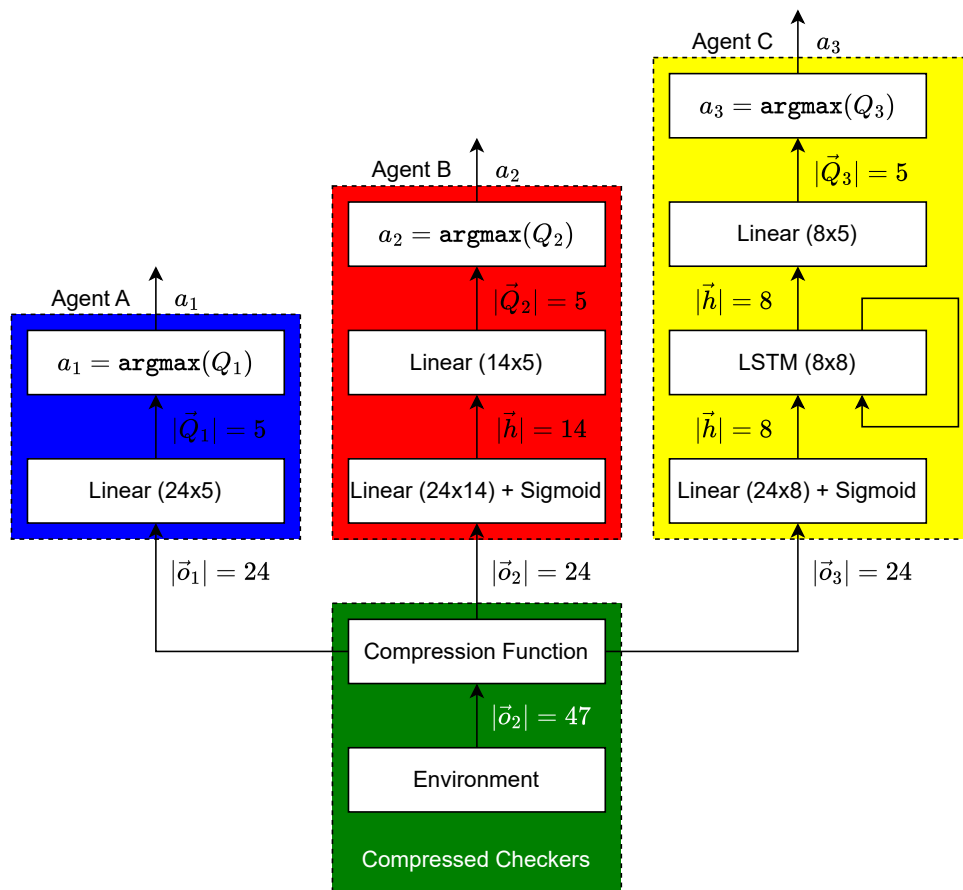 Agent C
a₃
a₃ = argmax(Q₃)
|Q⃗₃| = 5
Linear (8x5)
|h⃗| = 8
LSTM (8x8)
|h⃗| = 8
Linear (24x8) + Sigmoid
|o⃗₃| = 24
Agent B
a₂
a₂ = argmax(Q₂)
|Q⃗₂| = 5
Linear (14x5)
|h⃗| = 14
Linear (24x14) + Sigmoid
|o⃗₂| = 24
Agent A
a₁
a₁ = argmax(Q₁)
|Q⃗₁| = 5
Linear (24x5)
|o⃗₁| = 24
Compression Function
|o⃗₂| = 47
Environment
Compressed Checkers